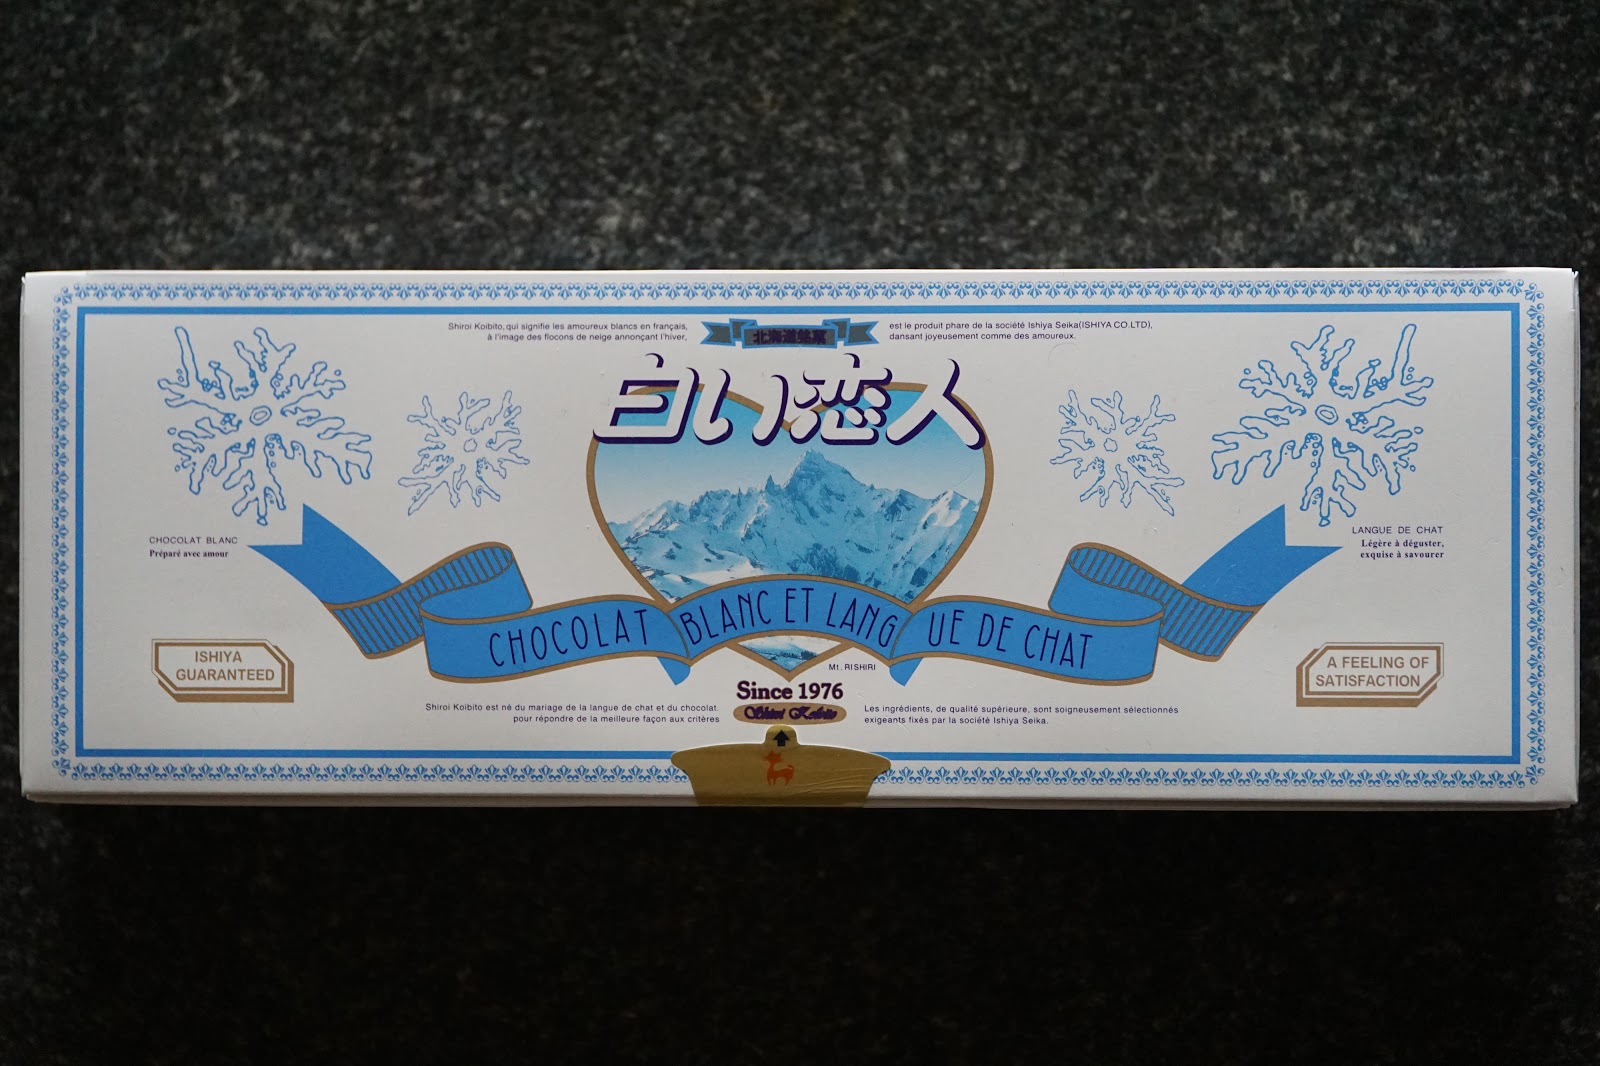 Shiroi Koibito, qui signifie les amoureux blancs en français,
à l'image des flocons de neige annonçant l'hiver,
北海道銘菓
est le produit phare de la société Ishiya Seika(ISHIYA CO.LTD),
dansant joyeusement comme des amoureux.
白い恋人
CHOCOLAT BLANC
Préparé avec amour
LANGUE DE CHAT
Légère à déguster,
exquise à savourer
CHOCOLAT BLANC ET LANGUE DE CHAT
Mt. RISHIRI
ISHIYA
GUARANTEED
A FEELING OF
SATISFACTION
Since 1976
Shiroi Koibito
Shiroi Koibito est né du mariage de la langue de chat et du chocolat.
pour répondre de la meilleure façon aux critères
Les ingrédients, de qualité supérieure, sont soigneusement sélectionnés
exigeants fixés par la société Ishiya Seika.